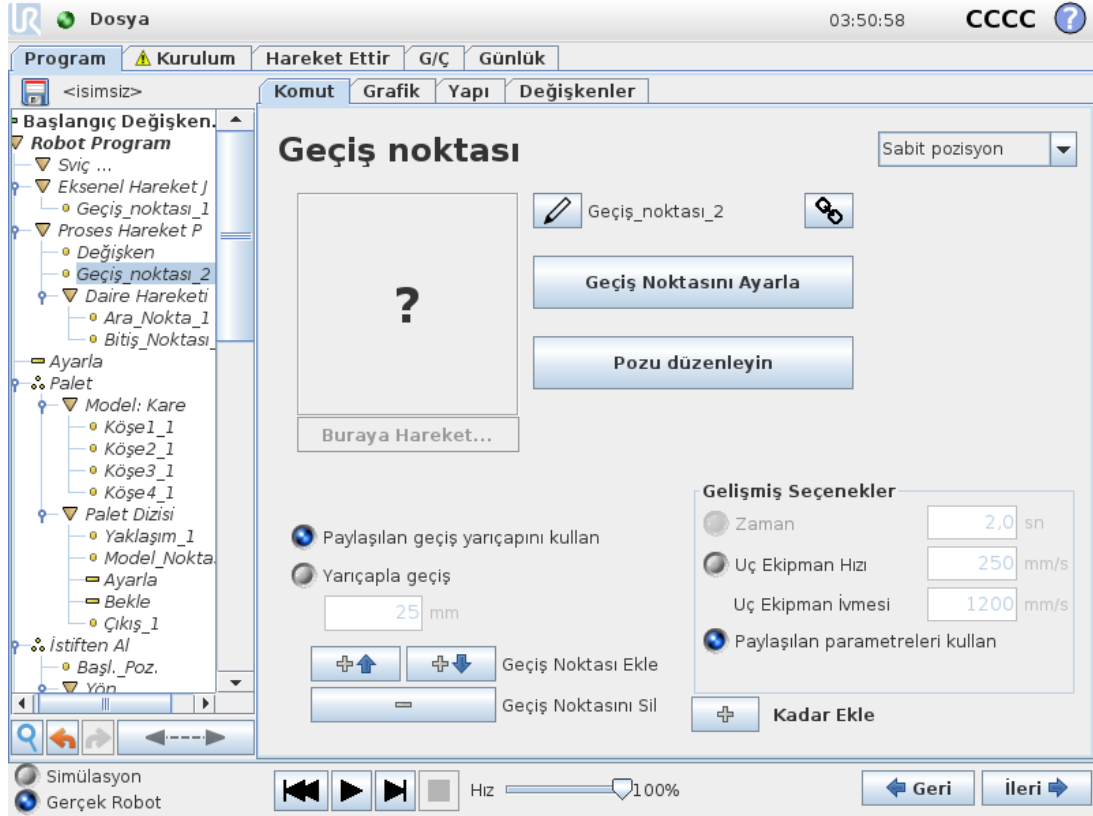 UR Dosya 03:50:58 CCCC ?
Program Kurulum Hareket Ettir G/Ç Günlük
<isimsiz> Komut Grafik Yapı Değişkenler
Başlangıç Değişken.
Robot Program
Sviç ...
Eksenel Hareket J
Geçiş_noktası_1
Proses Hareket P
Değişken
Geçiş_noktası_2
Daire Hareketi
Ara_Nokta_1
Bitiş_Noktası_
Ayarla
Palet
Model: Kare
Köşe1_1
Köşe2_1
Köşe3_1
Köşe4_1
Palet Dizisi
Yaklaşım_1
Model_Nokta
Ayarla
Bekle
Çıkış_1
İstiften Al
Başl._Poz.
Yön
Geçiş noktası
Sabit pozisyon
?
Geçiş_noktası_2
Geçiş Noktasını Ayarla
Pozu düzenleyin
Buraya Hareket...
Paylaşılan geçiş yarıçapını kullan
Yarıçapla geçiş
25 mm
Geçiş Noktası Ekle
Geçiş Noktasını Sil
Gelişmiş Seçenekler
Zaman 2,0 sn
Uç Ekipman Hızı 250 mm/s
Uç Ekipman İvmesi 1200 mm/s
Paylaşılan parametreleri kullan
Kadar Ekle
Simülasyon
Gerçek Robot
Hız 100%
Geri İleri